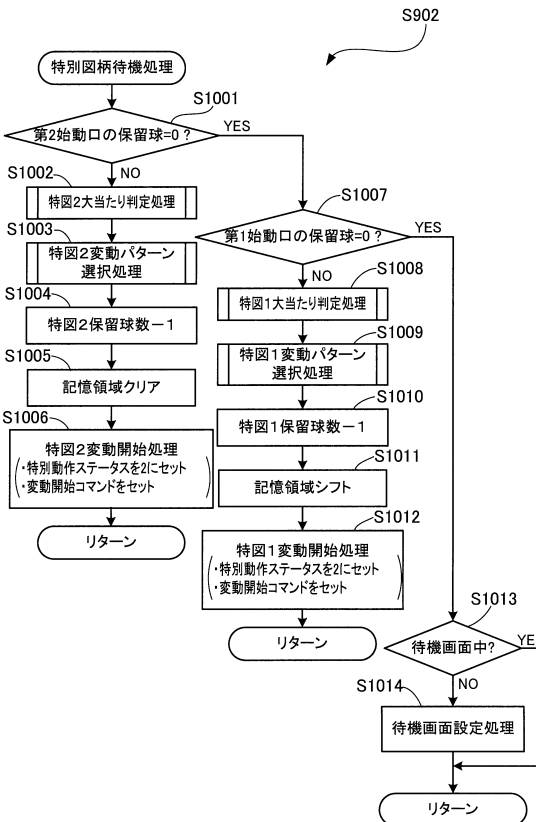 S902
特別図柄待機処理
S1001
第2始動口の保留球=0？
YES
NO
S1002
特図2大当たり判定処理
S1003
特図2変動パターン
選択処理
S1004
特図2保留球数－1
S1005
記憶領域クリア
S1006
特図2変動開始処理
・特別動作ステータスを2にセット
・変動開始コマンドをセット
リターン
S1007
第1始動口の保留球=0？
YES
NO
S1008
特図1大当たり判定処理
S1009
特図1変動パターン
選択処理
S1010
特図1保留球数－1
S1011
記憶領域シフト
S1012
特図1変動開始処理
・特別動作ステータスを2にセット
・変動開始コマンドをセット
リターン
S1013
待機画面中?
YE
NO
S1014
待機画面設定処理
リターン